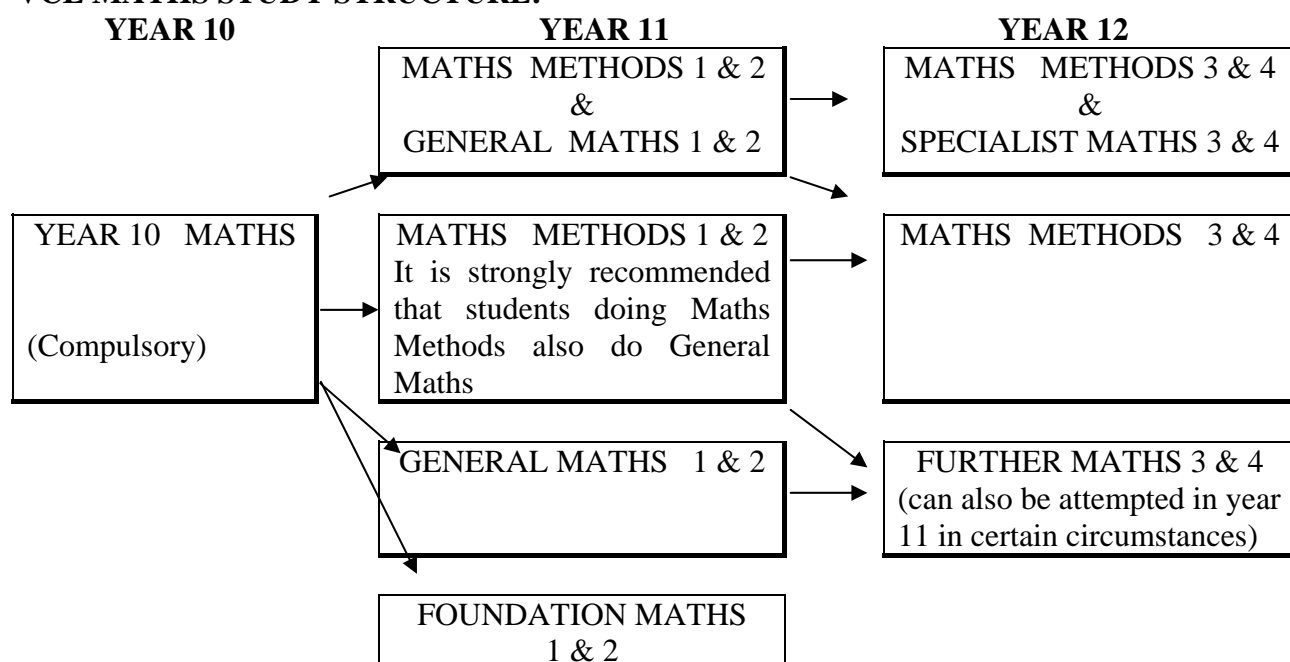 VCE MATHS STUDY STRUCTURE:
YEAR 10
YEAR 11
YEAR 12
MATHS METHODS 1 & 2
&
GENERAL MATHS 1 & 2
MATHS METHODS 3 & 4
&
SPECIALIST MATHS 3 & 4
YEAR 10 MATHS
(Compulsory)
MATHS METHODS 1 & 2
It is strongly recommended
that students doing Maths
Methods also do General
Maths
MATHS METHODS 3 & 4
GENERAL MATHS 1 & 2
FURTHER MATHS 3 & 4
(can also be attempted in year
11 in certain circumstances)
FOUNDATION MATHS
1 & 2